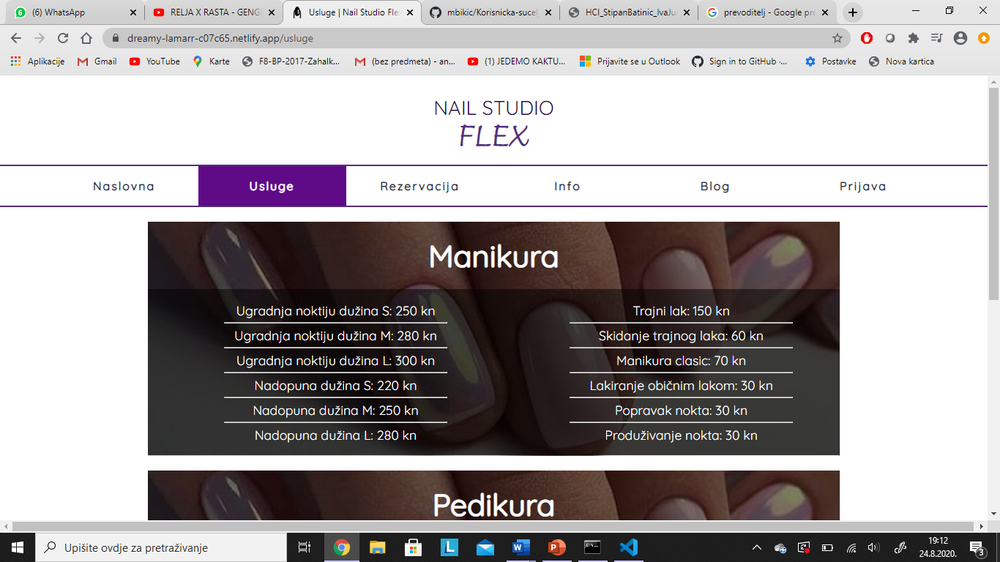 (6) WhatsApp
RELJA X RASTA - GENG
Usluge | Nail Studio Fle
mbikic/Korisnicka-sucel
HCI_StipanBatinic_IvaJu
prevoditelj - Google pre
dreamy-lamarr-c07c65.netlify.app/usluge
Aplikacije
Gmail
YouTube
Karte
F8-BP-2017-Zahalk...
(bez predmeta) - an...
(1) JEDEMO KAKTU...
Prijavite se u Outlook
Sign in to GitHub ·...
Postavke
Nova kartica
NAIL STUDIO
FLEX
Naslovna
Usluge
Rezervacija
Info
Blog
Prijava
Manikura
Ugradnja noktiju dužina S: 250 kn
Ugradnja noktiju dužina M: 280 kn
Ugradnja noktiju dužina L: 300 kn
Nadopuna dužina S: 220 kn
Nadopuna dužina M: 250 kn
Nadopuna dužina L: 280 kn
Trajni lak: 150 kn
Skidanje trajnog laka: 60 kn
Manikura clasic: 70 kn
Lakiranje običnim lakom: 30 kn
Popravak nokta: 30 kn
Produživanje nokta: 30 kn
Pedikura
Upišite ovdje za pretraživanje
19:12
24.8.2020.
3